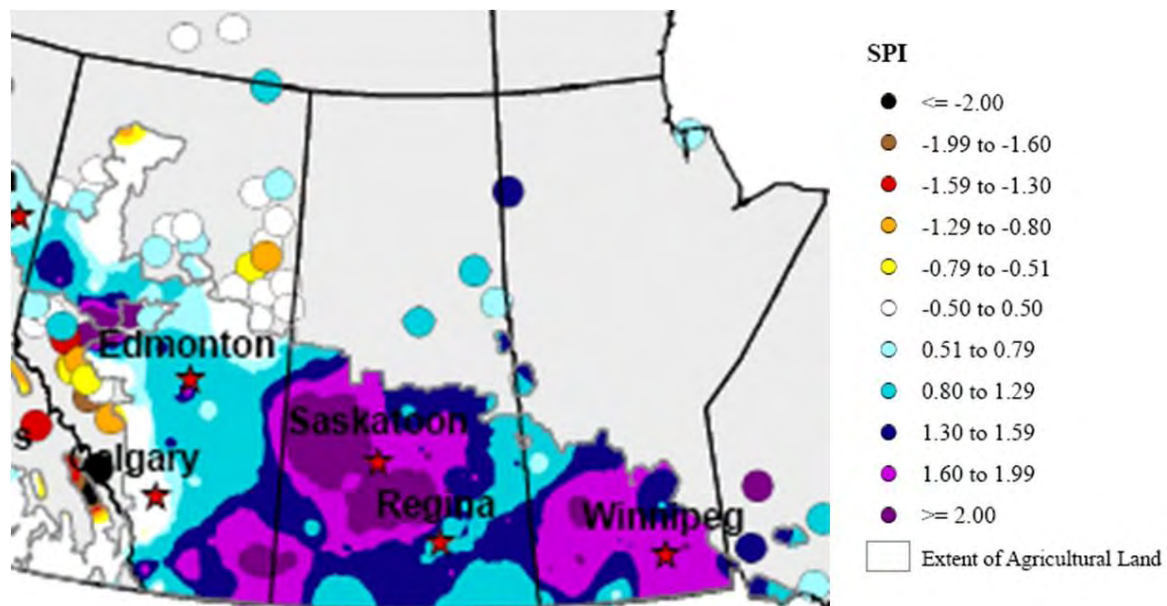 SPI
<= -2.00
-1.99 to -1.60
-1.59 to -1.30
-1.29 to -0.80
-0.79 to -0.51
-0.50 to 0.50
0.51 to 0.79
0.80 to 1.29
1.30 to 1.59
1.60 to 1.99
>= 2.00
Extent of Agricultural Land
Edmonton
Saskatoon
Calgary
Regina
Winnipeg
s